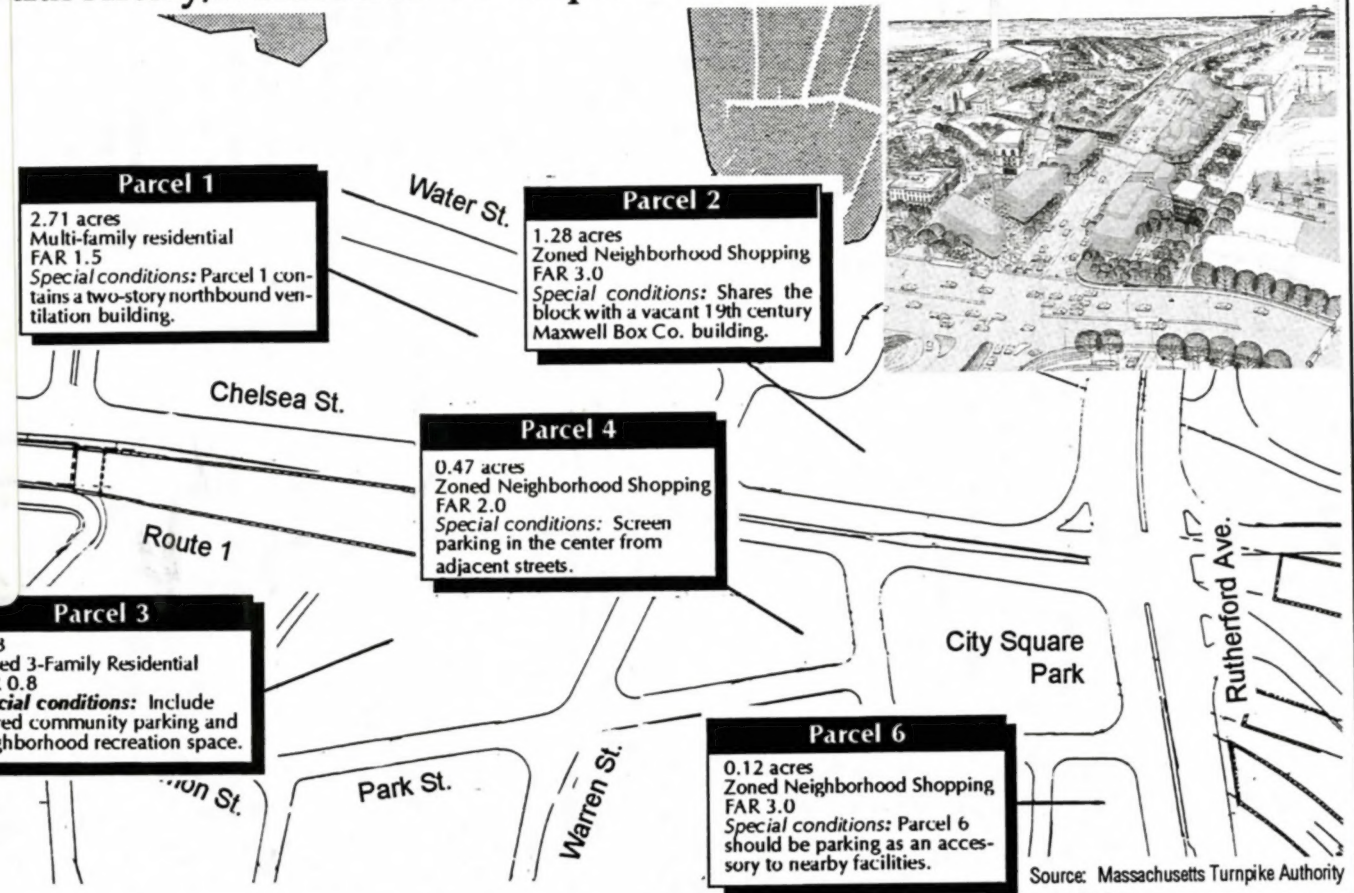 Parcel 1
2.71 acres
Multi-family residential
FAR 1.5
Special conditions: Parcel 1 con-
tains a two-story northbound ven-
tilation building.
Water St.
Parcel 2
1.28 acres
Zoned Neighborhood Shopping
FAR 3.0
Special conditions: Shares the
block with a vacant 19th century
Maxwell Box Co. building.
Chelsea St.
Parcel 4
0.47 acres
Zoned Neighborhood Shopping
FAR 2.0
Special conditions: Screen
parking in the center from
adjacent streets.
Route 1
Parcel 3
3
ed 3-Family Residential
0.8
cial conditions: Include
ed community parking and
ghborhood recreation space.
City Square
Park
Rutherford Ave.
mon St.
Park St.
Warren St.
Parcel 6
0.12 acres
Zoned Neighborhood Shopping
FAR 3.0
Special conditions: Parcel 6
should be parking as an acces-
sory to nearby facilities.
Source: Massachusetts Turnpike Authority